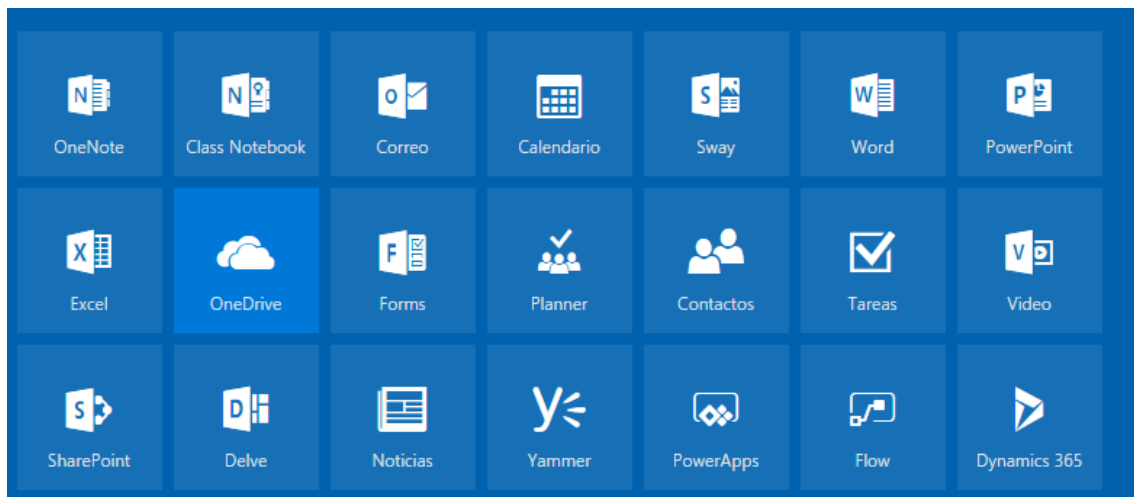 OneNote
Class Notebook
Correo
Calendario
Sway
Word
PowerPoint
Excel
OneDrive
Forms
Planner
Contactos
Tareas
Video
SharePoint
Delve
Noticias
Yammer
PowerApps
Flow
Dynamics 365